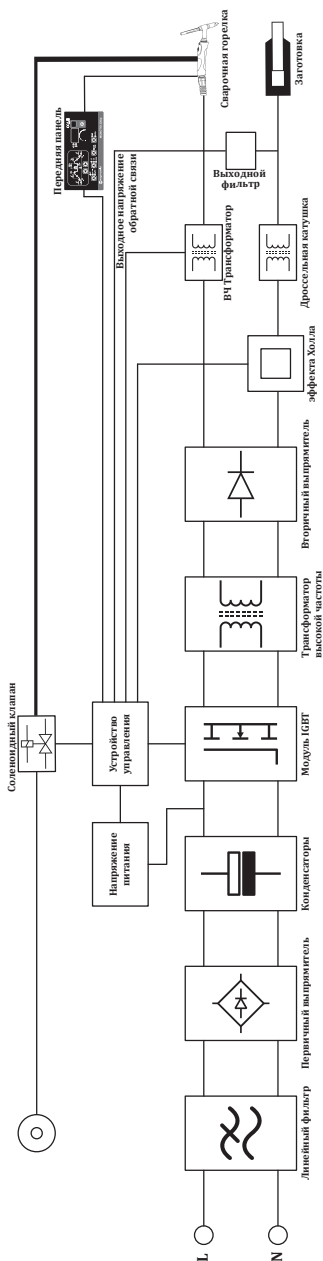 L
N
Линейный фильтр
Первичный выпрямитель
Конденсаторы
Напряжение
питания
Модуль IGBT
Устройство
управления
Соленоидный клапан
Трансформатор
высокой частоты
Вторичный выпрямитель
эффекта Холла
ВЧ Трансформатор
Дроссельная катушка
Выходное напряжение
обратной связи
Выходной
фильтр
Передняя панель
Сварочная горелка
Заготовка